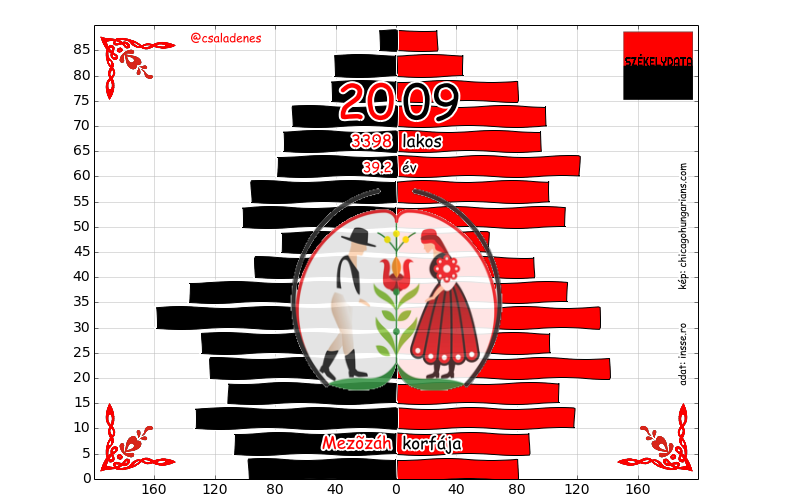 @csaladenes
SZÉKELYDATA
2009
3398 lakos
39.2 év
kép: chicagohungarians.com
adat: insse.ro
Mezőzáh korfája
85
80
75
70
65
60
55
50
45
40
35
30
25
20
15
10
5
0
160 120 80 40 0 40 80 120 160